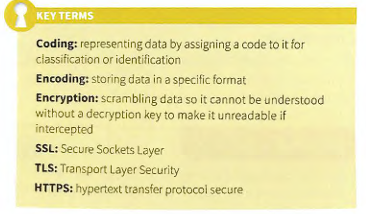 KEY TERMS
Coding: representing data by assigning a code to it for
classification or identification
Encoding: storing data in a specific format
Encryption: scrambling data so it cannot be understood
without a decryption key to make it unreadable if
intercepted
SSL: Secure Sockets Layer
TLS: Transport Layer Security
HTTPS: hypertext transfer protocol secure